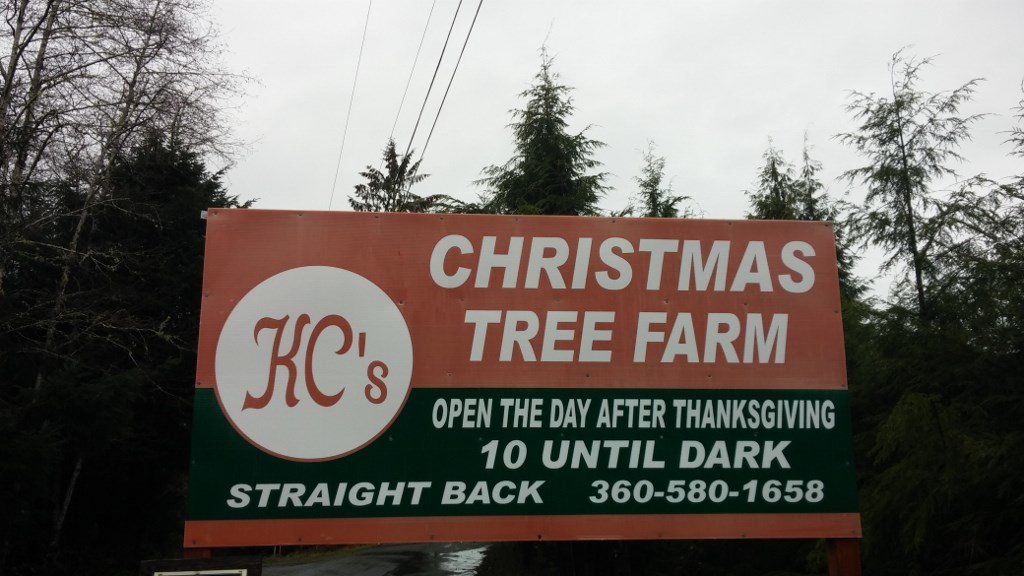 KC's
CHRISTMAS
TREE FARM
OPEN THE DAY AFTER THANKSGIVING
10 UNTIL DARK
STRAIGHT BACK 360-580-1658